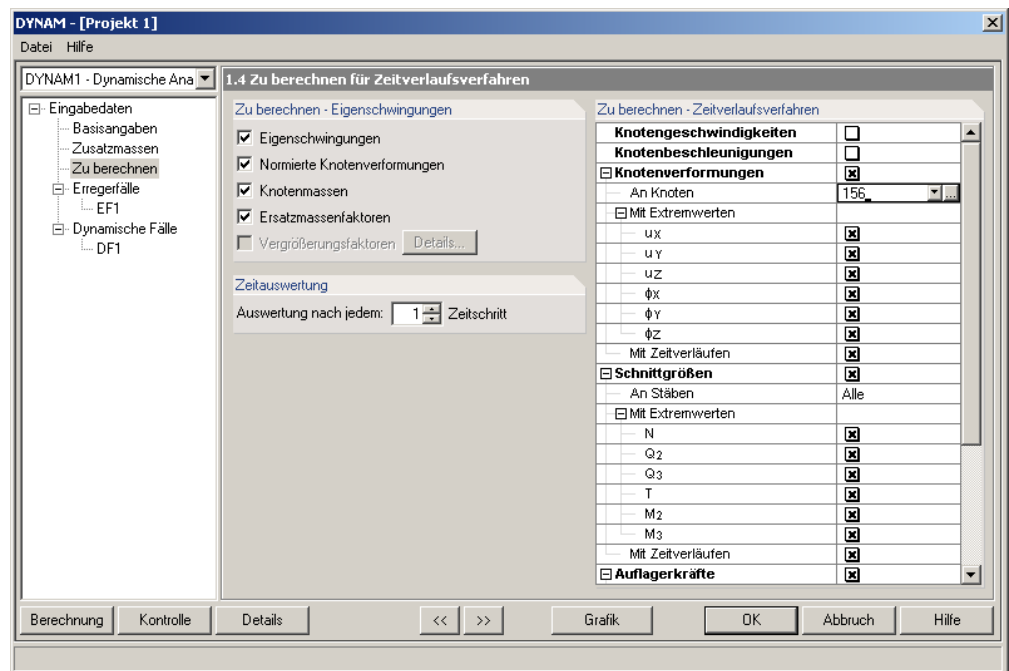 DYNAM - [Projekt 1]
Datei Hilfe
DYNAM1 - Dynamische Ana
Eingabedaten
Basisangaben
Zusatzmassen
Zu berechnen
Erregerfälle
EF1
Dynamische Fälle
DF1
1.4 Zu berechnen für Zeitverlaufsverfahren
Zu berechnen - Eigenschwingungen
Eigenschwingungen
Normierte Knotenverformungen
Knotenmassen
Ersatzmassenfaktoren
Vergrößerungsfaktoren Details...
Zeitauswertung
Auswertung nach jedem: 1 Zeitschritt
Zu berechnen - Zeitverlaufsverfahren
Knotengeschwindigkeiten
Knotenbeschleunigungen
Knotenverformungen
An Knoten 156 ...
Mit Extremwerten
uX
uY
uZ
ϕX
ϕY
ϕZ
Mit Zeitverläufen
Schnittgrößen
An Stäben Alle
Mit Extremwerten
N
Q2
Q3
T
M2
M3
Mit Zeitverläufen
Auflagerkräfte
Berechnung Kontrolle Details << >> Grafik OK Abbruch Hilfe